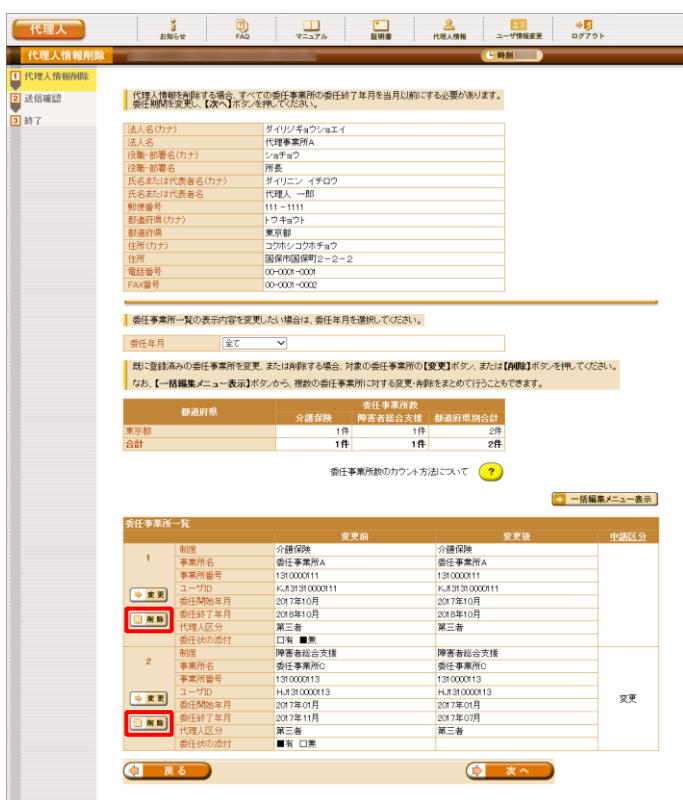 代理人
お知らせ
FAQ
マニュアル
証明書
代理人情報
ユーザ情報変更
ログアウト
代理人情報削除
時刻
1 代理人情報削除
2 送信確認
3 終了
代理人情報を削除する場合、すべての委任事業所の委任終了年月を当月以前にする必要があります。
委任期間を変更し、【次へ】ボタンを押してください。
法人名(カナ) ダイリジギョウショエイ
法人名 代理事業所A
役職・部署名(カナ) ショチョウ
役職・部署名 所長
氏名または代表者名(カナ) ダイリニン イチロウ
氏名または代表者名 代理人 一郎
郵便番号 111 -1111
都道府県(カナ) トウキョウト
都道府県 東京都
住所(カナ) コクホシコクホチョウ
住所 国保市国保町2-2-2
電話番号 00-0001-0001
FAX番号 00-0001-0002
委任事業所一覧の表示内容を変更したい場合は、委任年月を選択してください。
委任年月 全て
既に登録済みの委任事業所を変更、または削除する場合、対象の委任事業所の【変更】ボタン、または【削除】ボタンを押してください。
なお、【一括編集メニュー表示】ボタンから、複数の委任事業所に対する変更・削除をまとめて行うこともできます。
都道府県 委任事業所数
介護保険 障害者総合支援 都道府県別合計
東京都 1件 1件 2件
合計 1件 1件 2件
委任事業所数のカウント方法について ?
一括編集メニュー表示
委任事業所一覧
変更前 変更後 申請区分
1
変更
削除
制度 介護保険 介護保険
事業所名 委任事業所A 委任事業所A
事業所番号 1310000111 1310000111
ユーザID KJ131310000111 KJ131310000111
委任開始年月 2017年10月 2017年10月
委任終了年月 2018年10月 2018年10月
代理人区分 第三者 第三者
委任状の添付 □有 ■無
2
変更
削除
制度 障害者総合支援 障害者総合支援
事業所名 委任事業所C 委任事業所C
事業所番号 1310000113 1310000113
ユーザID HJ1310000113 HJ1310000113
委任開始年月 2017年01月 2017年01月
委任終了年月 2017年11月 2017年07月
代理人区分 第三者 第三者
委任状の添付 ■有 □無
変更
戻る
次へ